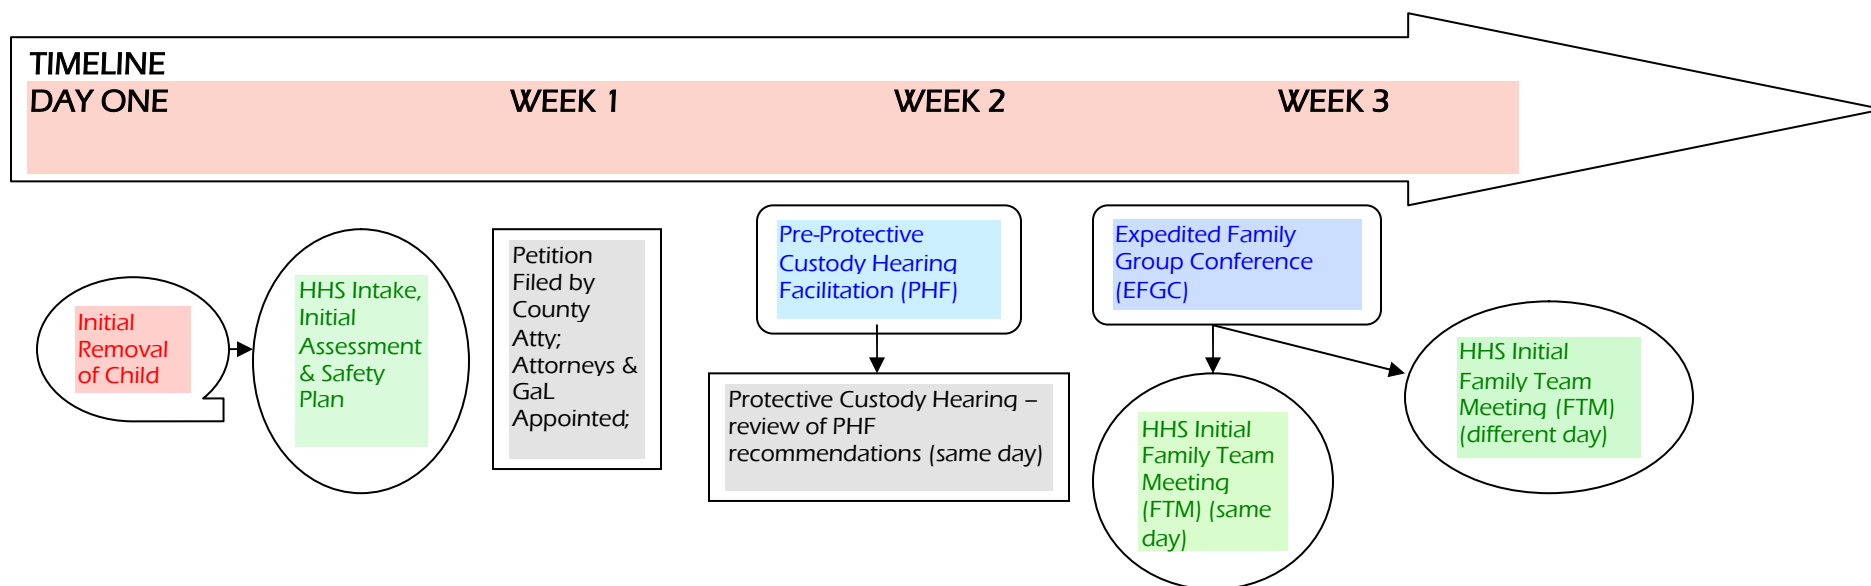 TIMELINE
DAY ONE WEEK 1 WEEK 2 WEEK 3
Initial
Removal
of Child
HHS Intake,
Initial
Assessment
& Safety
Plan
Petition
Filed by
County
Atty;
Attorneys &
GaL
Appointed;
Pre-Protective
Custody Hearing
Facilitation (PHF)
Protective Custody Hearing –
review of PHF
recommendations (same day)
Expedited Family
Group Conference
(EFGC)
HHS Initial
Family Team
Meeting
(FTM) (same
day)
HHS Initial
Family Team
Meeting (FTM)
(different day)